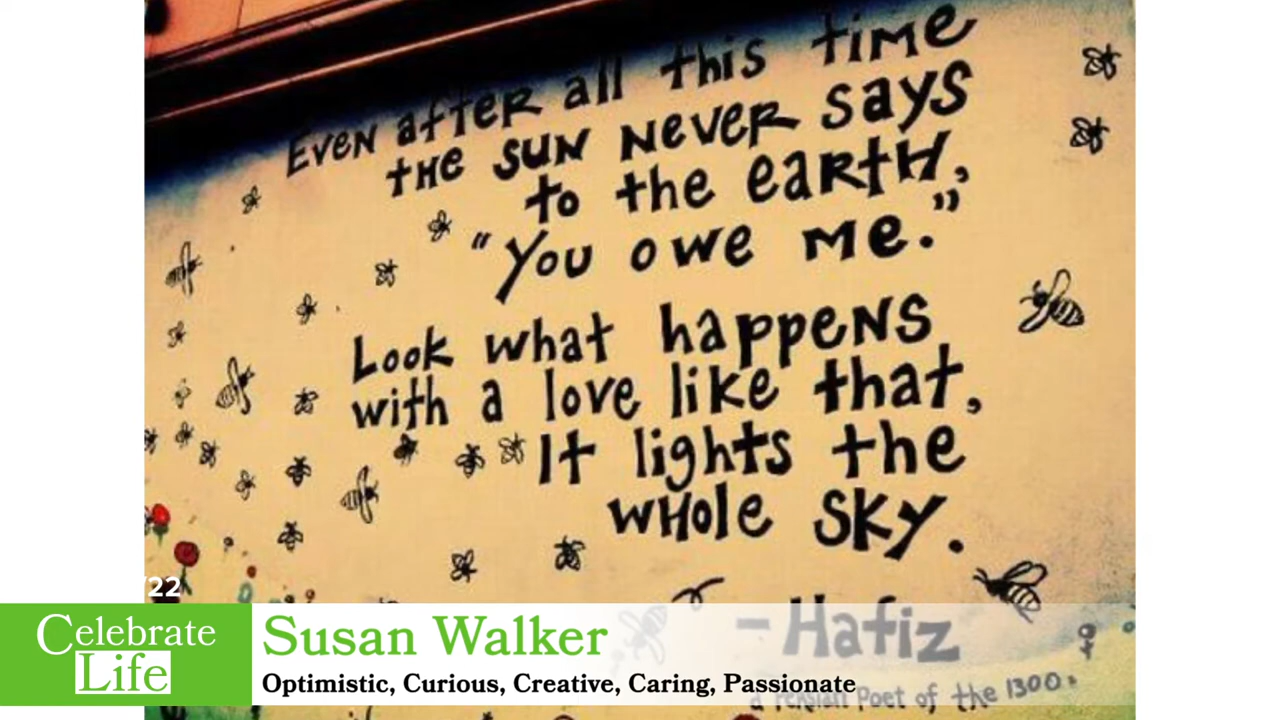 Even after all this time
the sun never says
to the earth,
"You owe me."
Look what happens
with a love like that,
It lights the
whole sky.
- Hafiz
a Persian Poet of the 1300s
/22
Celebrate
Life
Susan Walker
Optimistic, Curious, Creative, Caring, Passionate